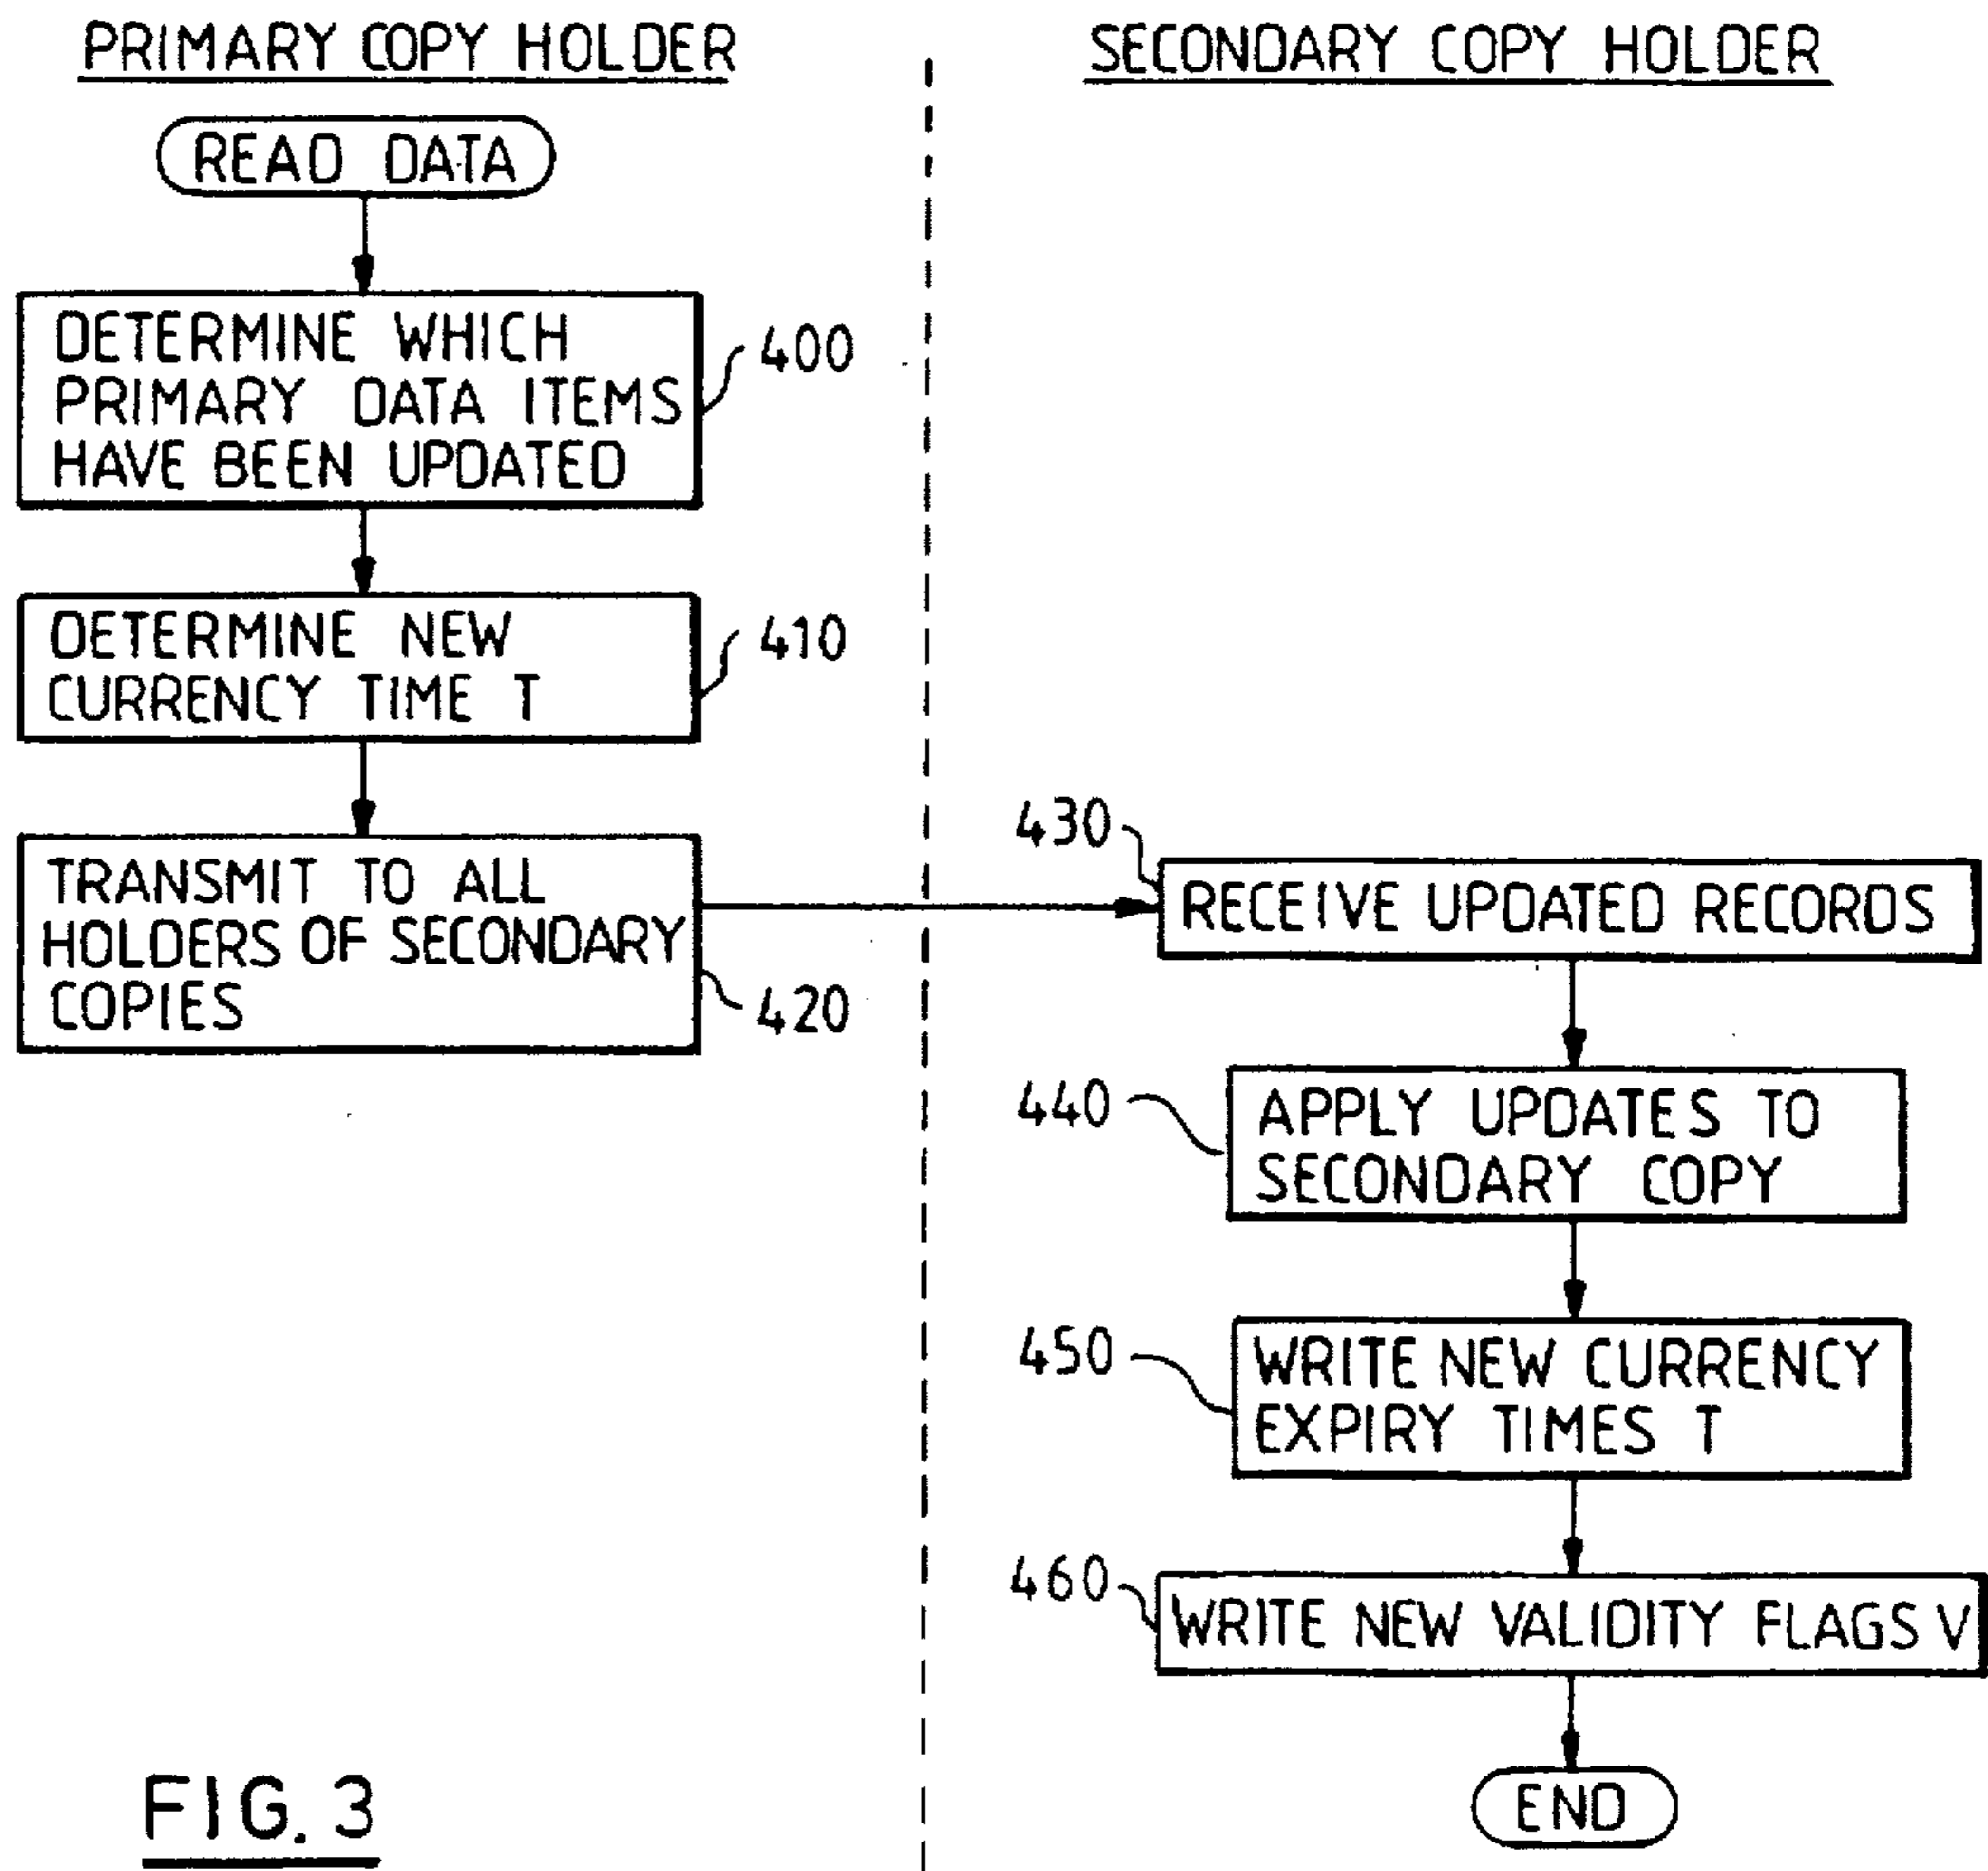 PRIMARY COPY HOLDER
READ DATA
DETERMINE WHICH
PRIMARY DATA ITEMS
HAVE BEEN UPDATED
400
DETERMINE NEW
CURRENCY TIME T
410
TRANSMIT TO ALL
HOLDERS OF SECONDARY
COPIES
420
SECONDARY COPY HOLDER
430
RECEIVE UPDATED RECORDS
440
APPLY UPDATES TO
SECONDARY COPY
450
WRITE NEW CURRENCY
EXPIRY TIMES T
460
WRITE NEW VALIDITY FLAGS V
END
FIG. 3